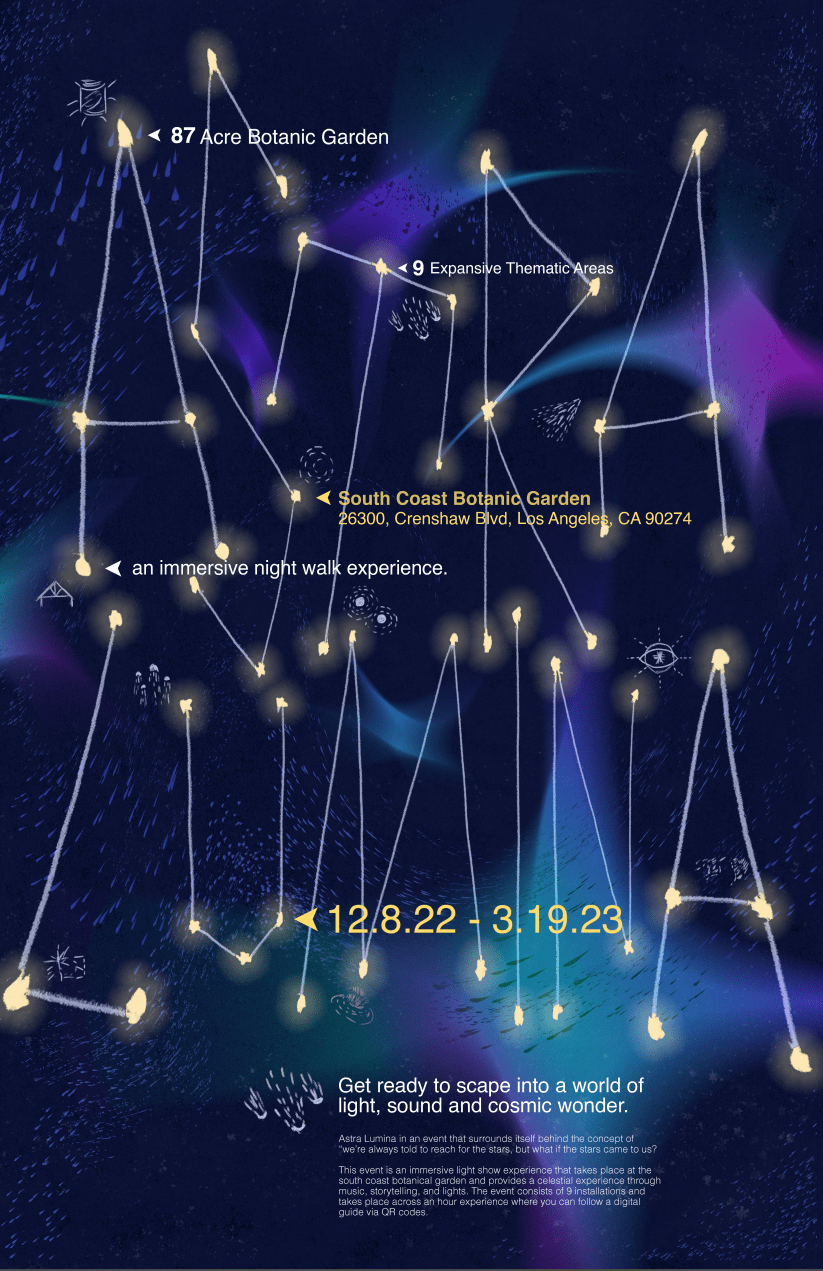 ASTRA
87 Acre Botanic Garden
9 Expansive Thematic Areas
South Coast Botanic Garden
26300, Crenshaw Blvd, Los Angeles, CA 90274
an immersive night walk experience.
LUMINA
12.8.22 - 3.19.23
Get ready to scape into a world of
light, sound and cosmic wonder.
Astra Lumina in an event that surrounds itself behind the concept of
“we’re always told to reach for the stars, but what if the stars came to us?
This event is an immersive light show experience that takes place at the
south coast botanical garden and provides a celestial experience through
music, storytelling, and lights. The event consists of 9 installations and
takes place across an hour experience where you can follow a digital
guide via QR codes.